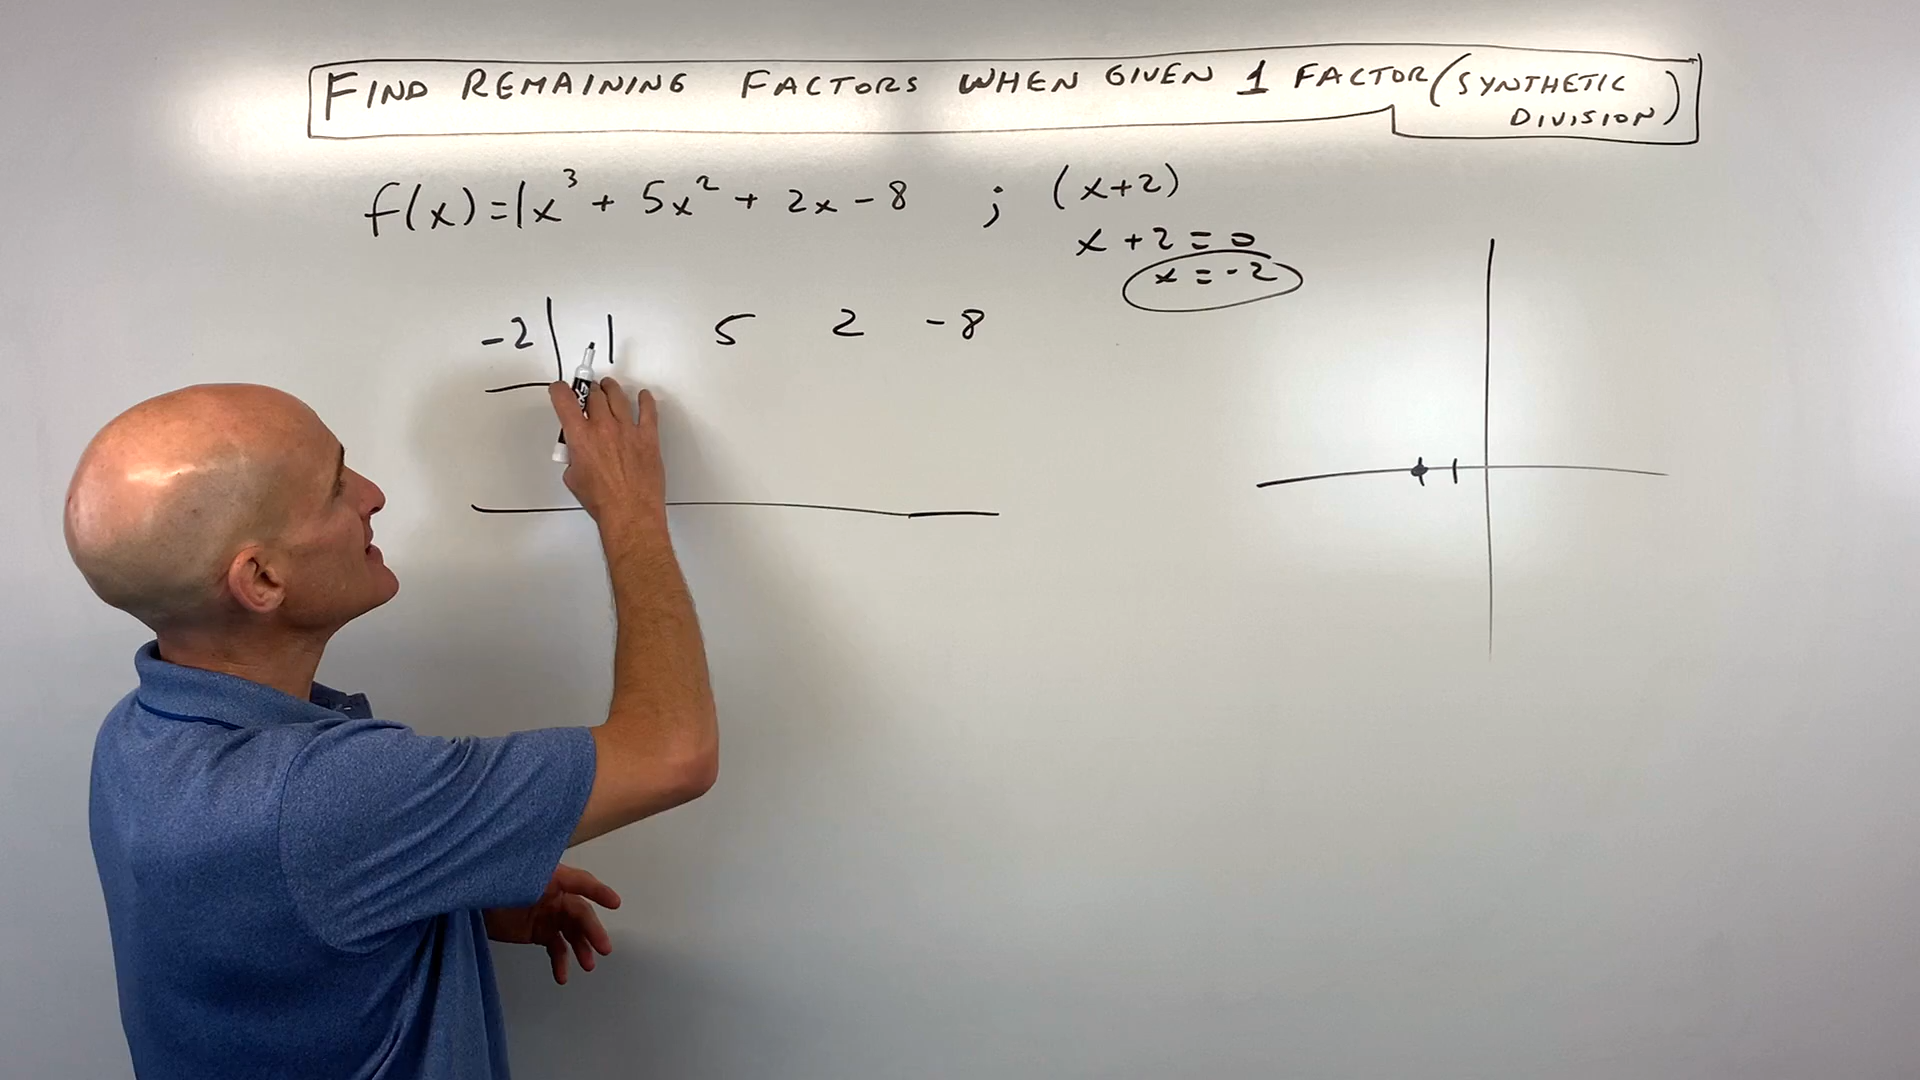 FIND REMAINING FACTORS WHEN GIVEN 1 FACTOR (SYNTHETIC
DIVISION)
f(x) = 1x³ + 5x² + 2x - 8 ; (x+2)
x + 2 = 0
x = -2
-2 | 1 5 2 -8